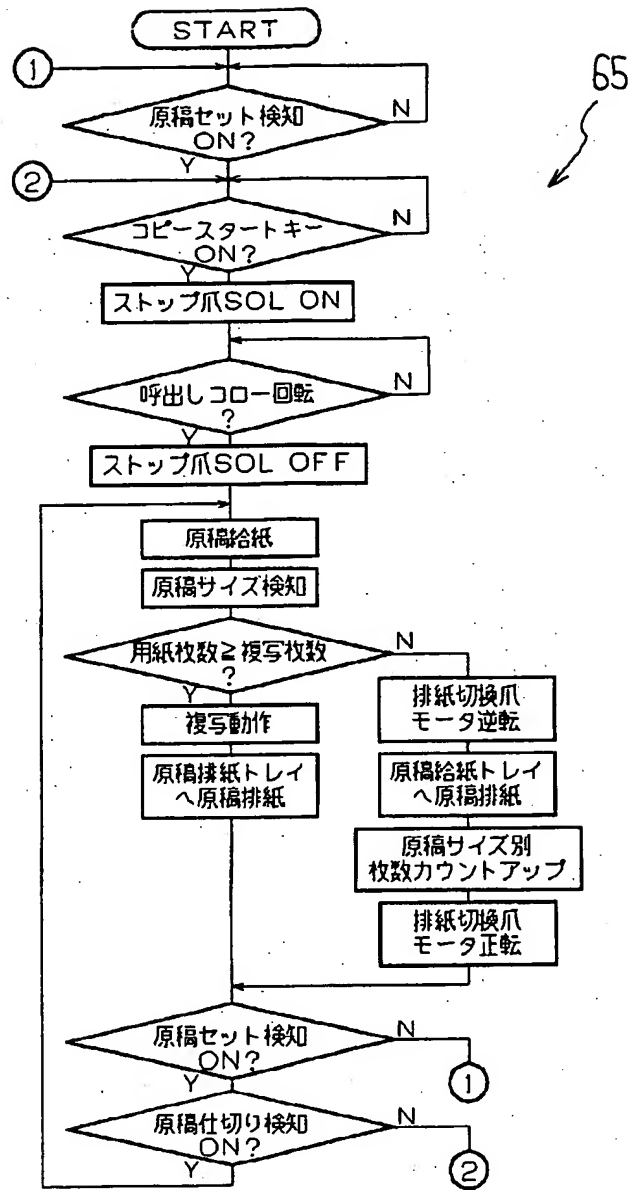 START
①
65
原稿セット検知
ON?
N
Y
②
コピースタートキー
ON?
N
Y
ストップ爪SOL ON
呼出しコロー回転
?
N
Y
ストップ爪SOL OFF
原稿給紙
原稿サイズ検知
用紙枚数≧複写枚数
?
N
Y
複写動作
原稿排紙トレイ
へ原稿排紙
排紙切換爪
モータ逆転
原稿給紙トレイ
へ原稿排紙
原稿サイズ別
枚数カウントアップ
排紙切換爪
モータ正転
原稿セット検知
ON?
N
Y
①
原稿仕切り検知
ON?
N
Y
②